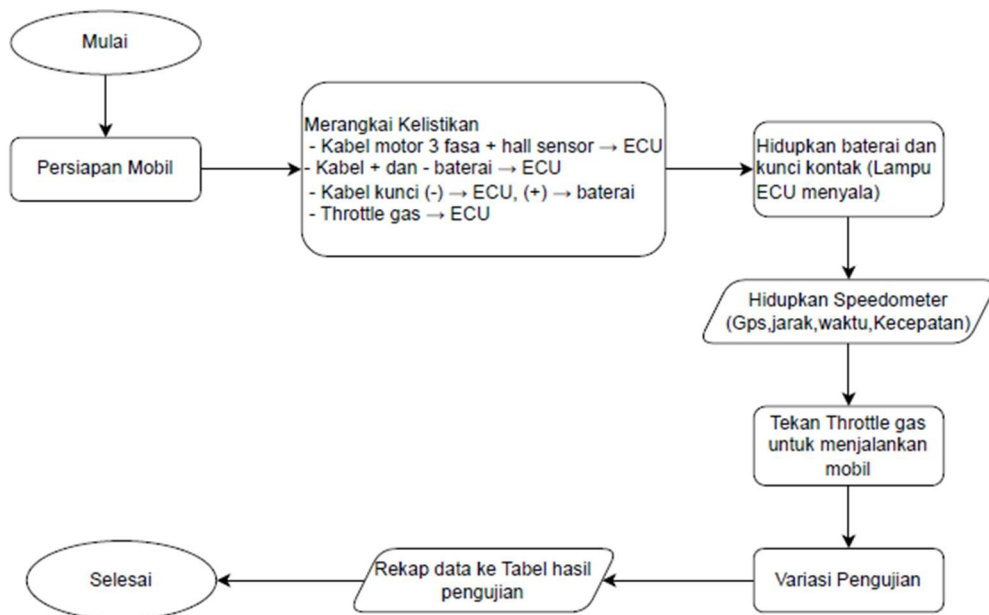 Mulai
Persiapan Mobil
Merangkai Kelistikan
- Kabel motor 3 fasa + hall sensor → ECU
- Kabel + dan - baterai → ECU
- Kabel kunci (-) → ECU, (+) → baterai
- Throttle gas → ECU
Hidupkan baterai dan
kunci kontak (Lampu
ECU menyala)
Hidupkan Speedometer
(Gps,jarak,waktu,Kecepatan)
Tekan Throttle gas
untuk menjalankan
mobil
Variasi Pengujian
Rekap data ke Tabel hasil
pengujian
Selesai